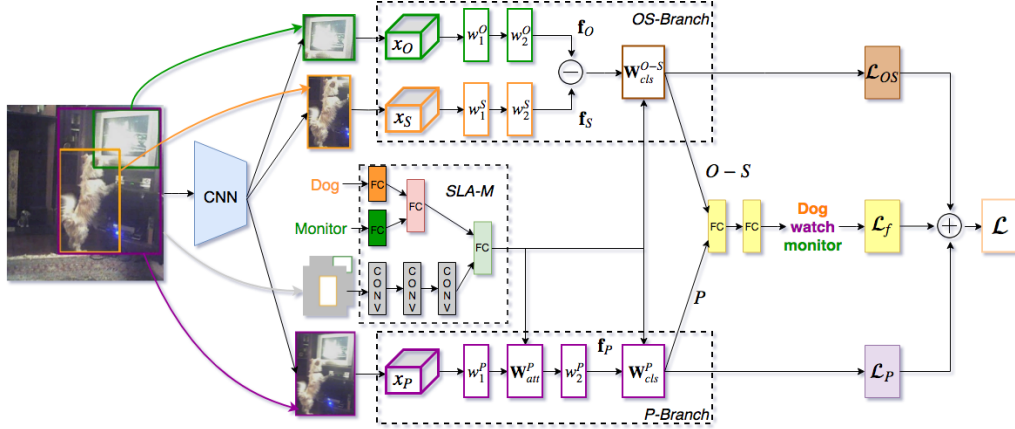 OS-Branch
x_O
w_1^O
w_2^O
f_O
W_cls^{O-S}
L_OS
x_S
w_1^S
w_2^S
f_S
CNN
SLA-M
Dog
FC
FC
Monitor
FC
FC
CONV
CONV
CONV
O – S
FC
FC
Dog
watch
monitor
L_f
L
P
x_P
w_1^P
W_att^P
w_2^P
f_P
W_cls^P
L_P
P-Branch